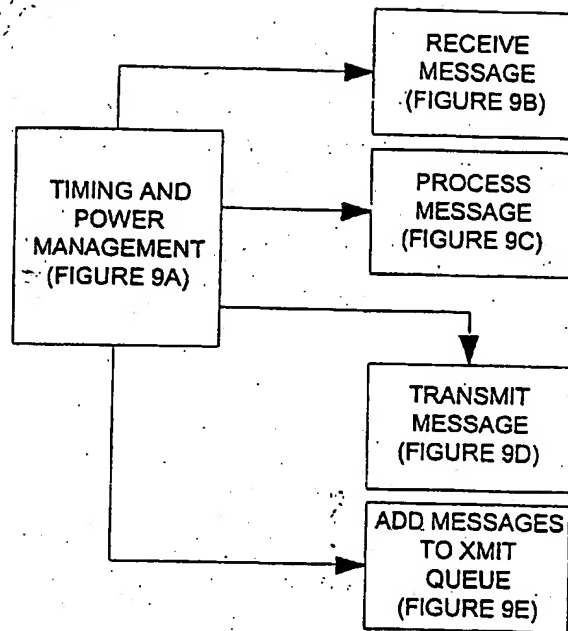 RECEIVE
MESSAGE
(FIGURE 9B)
TIMING AND
POWER
MANAGEMENT
(FIGURE 9A)
PROCESS
MESSAGE
(FIGURE 9C)
TRANSMIT
MESSAGE
(FIGURE 9D)
ADD MESSAGES
TO XMIT
QUEUE
(FIGURE 9E)